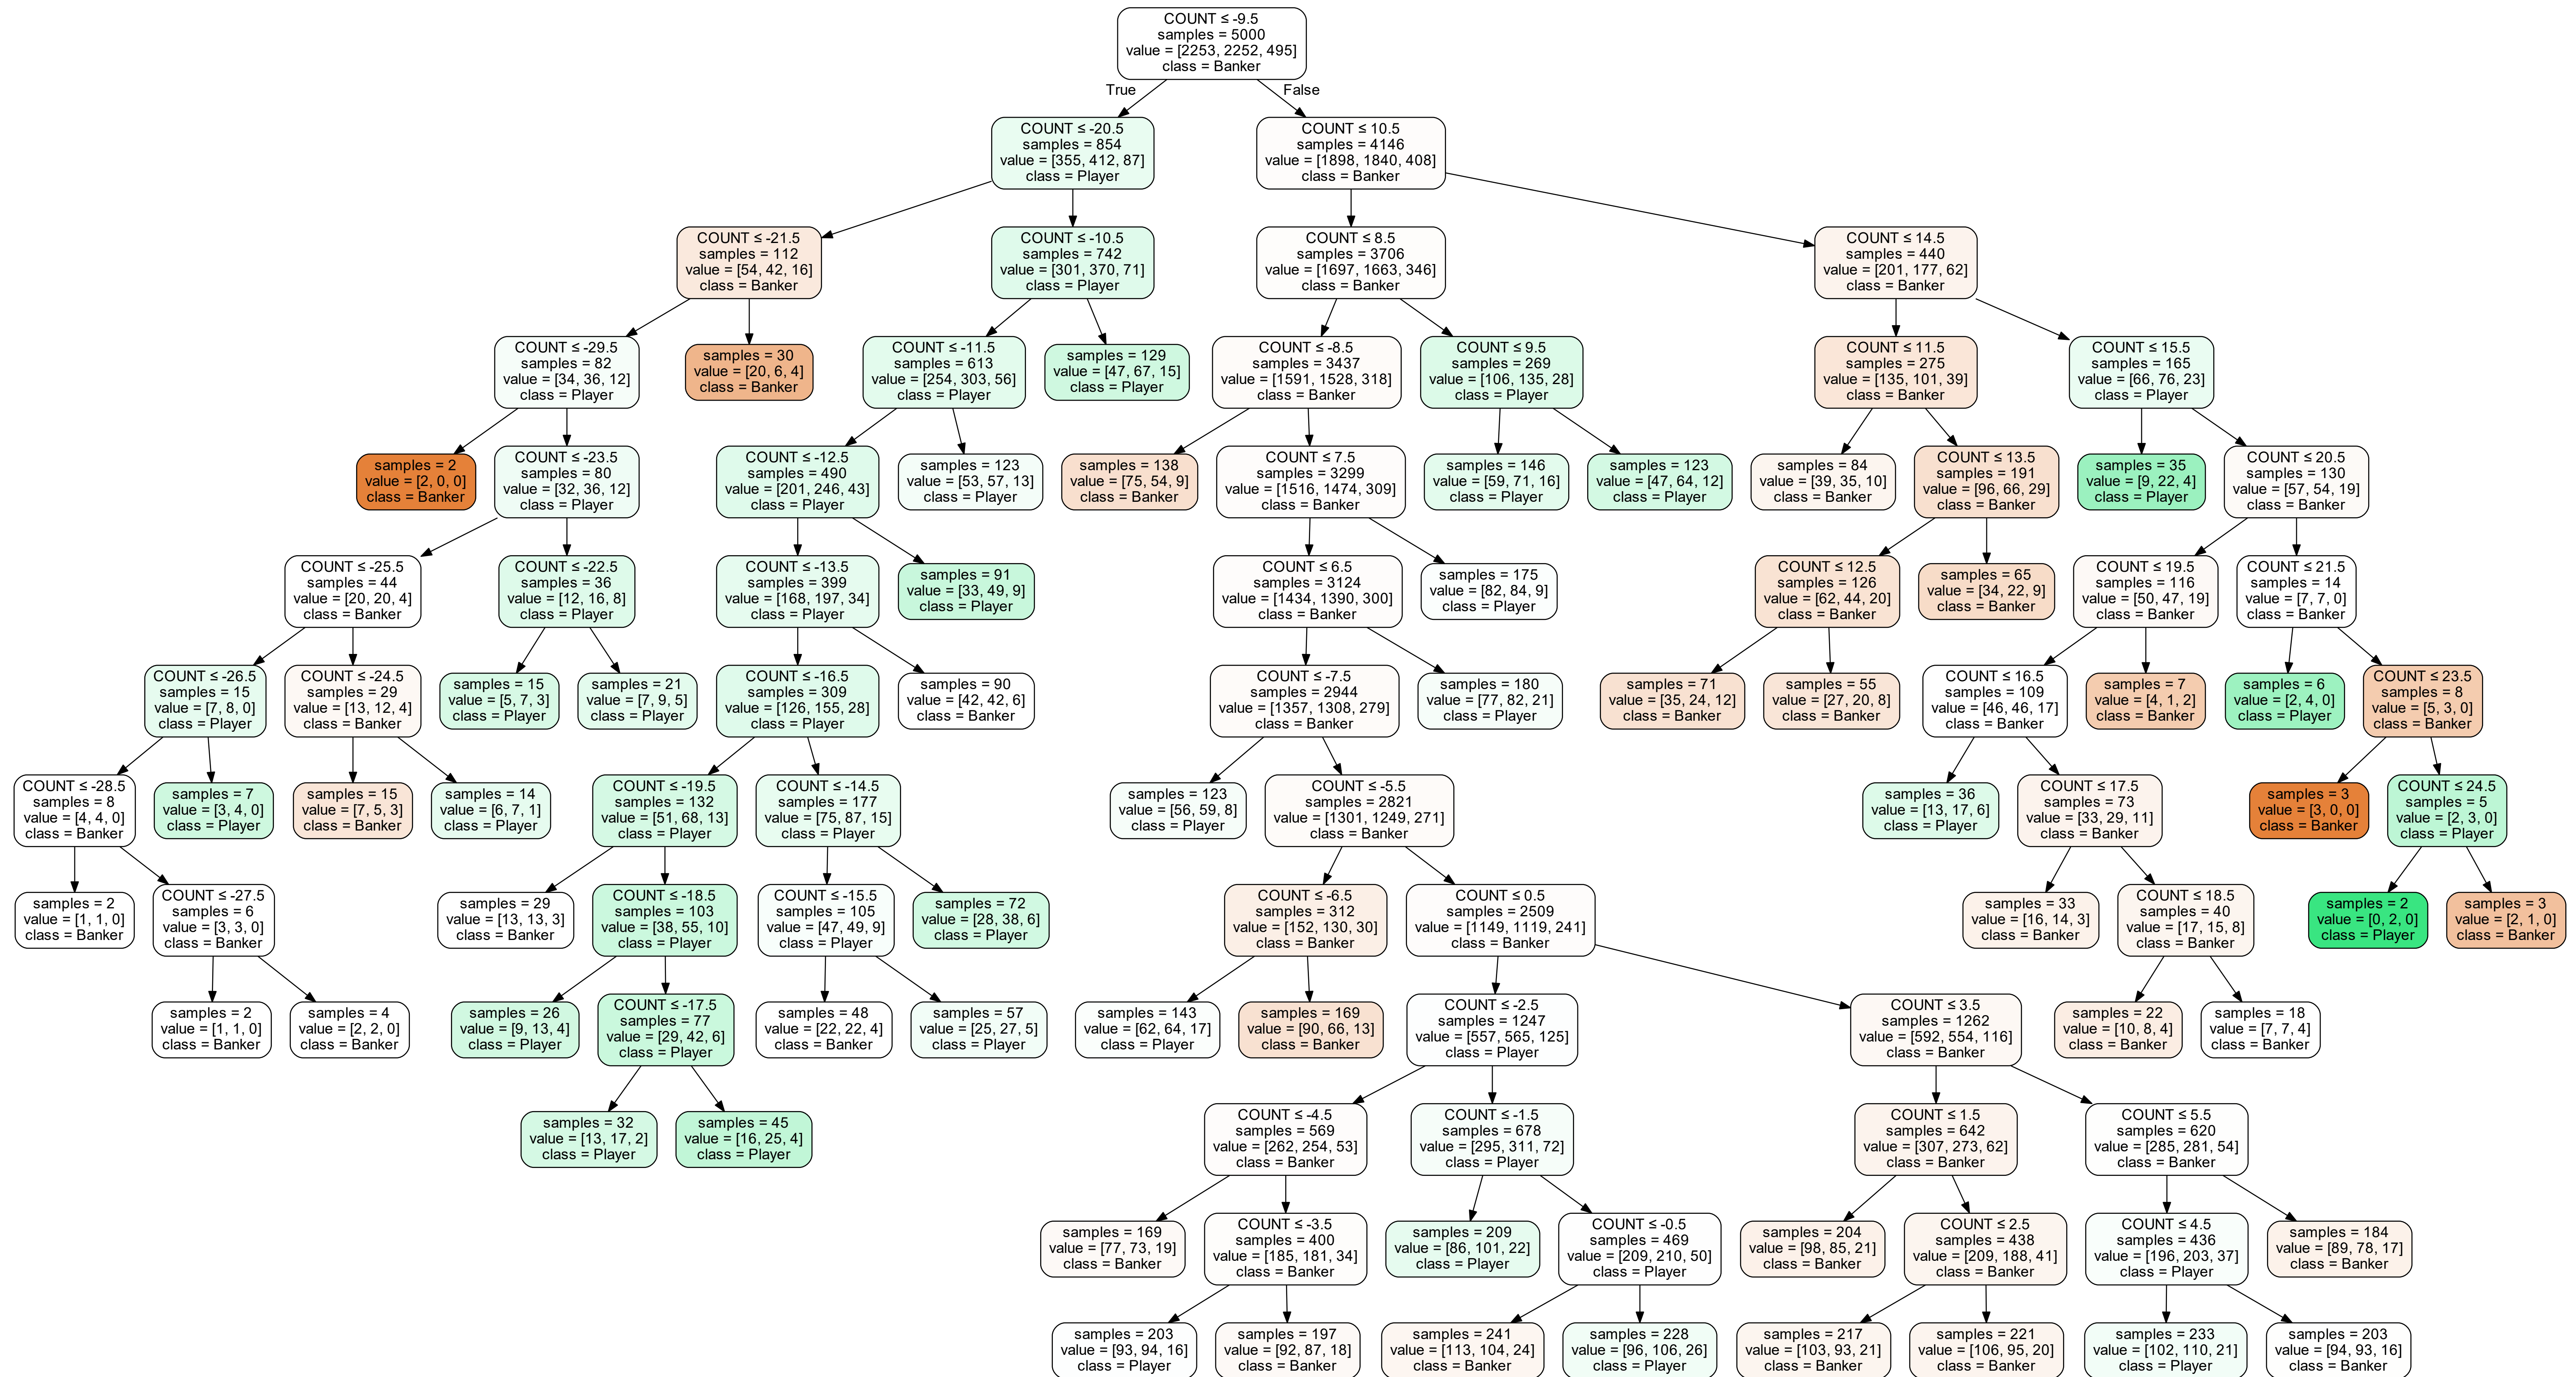 COUNT ≤ -9.5
samples = 5000
value = [2253, 2252, 495]
class = Banker
True
False
COUNT ≤ -20.5
samples = 854
value = [355, 412, 87]
class = Player
COUNT ≤ 10.5
samples = 4146
value = [1898, 1840, 408]
class = Banker
COUNT ≤ -21.5
samples = 112
value = [54, 42, 16]
class = Banker
COUNT ≤ -10.5
samples = 742
value = [301, 370, 71]
class = Player
COUNT ≤ 8.5
samples = 3706
value = [1697, 1663, 346]
class = Banker
COUNT ≤ 14.5
samples = 440
value = [201, 177, 62]
class = Banker
COUNT ≤ -29.5
samples = 82
value = [34, 36, 12]
class = Player
samples = 30
value = [20, 6, 4]
class = Banker
COUNT ≤ -11.5
samples = 613
value = [254, 303, 56]
class = Player
samples = 129
value = [47, 67, 15]
class = Player
COUNT ≤ -8.5
samples = 3437
value = [1591, 1528, 318]
class = Banker
COUNT ≤ 9.5
samples = 269
value = [106, 135, 28]
class = Player
COUNT ≤ 11.5
samples = 275
value = [135, 101, 39]
class = Banker
COUNT ≤ 15.5
samples = 165
value = [66, 76, 23]
class = Player
samples = 2
value = [2, 0, 0]
class = Banker
COUNT ≤ -23.5
samples = 80
value = [32, 36, 12]
class = Player
COUNT ≤ -12.5
samples = 490
value = [201, 246, 43]
class = Player
samples = 123
value = [53, 57, 13]
class = Player
samples = 138
value = [75, 54, 9]
class = Banker
COUNT ≤ 7.5
samples = 3299
value = [1516, 1474, 309]
class = Banker
samples = 146
value = [59, 71, 16]
class = Player
samples = 123
value = [47, 64, 12]
class = Player
samples = 84
value = [39, 35, 10]
class = Banker
COUNT ≤ 13.5
samples = 191
value = [96, 66, 29]
class = Banker
samples = 35
value = [9, 22, 4]
class = Player
COUNT ≤ 20.5
samples = 130
value = [57, 54, 19]
class = Banker
COUNT ≤ -25.5
samples = 44
value = [20, 20, 4]
class = Banker
COUNT ≤ -22.5
samples = 36
value = [12, 16, 8]
class = Player
COUNT ≤ -13.5
samples = 399
value = [168, 197, 34]
class = Player
samples = 91
value = [33, 49, 9]
class = Player
COUNT ≤ 6.5
samples = 3124
value = [1434, 1390, 300]
class = Banker
samples = 175
value = [82, 84, 9]
class = Player
COUNT ≤ 12.5
samples = 126
value = [62, 44, 20]
class = Banker
samples = 65
value = [34, 22, 9]
class = Banker
COUNT ≤ 19.5
samples = 116
value = [50, 47, 19]
class = Banker
COUNT ≤ 21.5
samples = 14
value = [7, 7, 0]
class = Banker
COUNT ≤ -26.5
samples = 15
value = [7, 8, 0]
class = Player
COUNT ≤ -24.5
samples = 29
value = [13, 12, 4]
class = Banker
samples = 15
value = [5, 7, 3]
class = Player
samples = 21
value = [7, 9, 5]
class = Player
COUNT ≤ -16.5
samples = 309
value = [126, 155, 28]
class = Player
samples = 90
value = [42, 42, 6]
class = Banker
COUNT ≤ -7.5
samples = 2944
value = [1357, 1308, 279]
class = Banker
samples = 180
value = [77, 82, 21]
class = Player
samples = 71
value = [35, 24, 12]
class = Banker
samples = 55
value = [27, 20, 8]
class = Banker
COUNT ≤ 16.5
samples = 109
value = [46, 46, 17]
class = Banker
samples = 7
value = [4, 1, 2]
class = Banker
samples = 6
value = [2, 4, 0]
class = Player
COUNT ≤ 23.5
samples = 8
value = [5, 3, 0]
class = Banker
COUNT ≤ -28.5
samples = 8
value = [4, 4, 0]
class = Banker
samples = 7
value = [3, 4, 0]
class = Player
samples = 15
value = [7, 5, 3]
class = Banker
samples = 14
value = [6, 7, 1]
class = Player
COUNT ≤ -19.5
samples = 132
value = [51, 68, 13]
class = Player
COUNT ≤ -14.5
samples = 177
value = [75, 87, 15]
class = Player
samples = 123
value = [56, 59, 8]
class = Player
COUNT ≤ -5.5
samples = 2821
value = [1301, 1249, 271]
class = Banker
samples = 36
value = [13, 17, 6]
class = Player
COUNT ≤ 17.5
samples = 73
value = [33, 29, 11]
class = Banker
samples = 3
value = [3, 0, 0]
class = Banker
COUNT ≤ 24.5
samples = 5
value = [2, 3, 0]
class = Player
samples = 2
value = [1, 1, 0]
class = Banker
COUNT ≤ -27.5
samples = 6
value = [3, 3, 0]
class = Banker
samples = 29
value = [13, 13, 3]
class = Banker
COUNT ≤ -18.5
samples = 103
value = [38, 55, 10]
class = Player
COUNT ≤ -15.5
samples = 105
value = [47, 49, 9]
class = Player
samples = 72
value = [28, 38, 6]
class = Player
COUNT ≤ -6.5
samples = 312
value = [152, 130, 30]
class = Banker
COUNT ≤ 0.5
samples = 2509
value = [1149, 1119, 241]
class = Banker
samples = 33
value = [16, 14, 3]
class = Banker
COUNT ≤ 18.5
samples = 40
value = [17, 15, 8]
class = Banker
samples = 2
value = [0, 2, 0]
class = Player
samples = 3
value = [2, 1, 0]
class = Banker
samples = 2
value = [1, 1, 0]
class = Banker
samples = 4
value = [2, 2, 0]
class = Banker
samples = 26
value = [9, 13, 4]
class = Player
COUNT ≤ -17.5
samples = 77
value = [29, 42, 6]
class = Player
samples = 48
value = [22, 22, 4]
class = Banker
samples = 57
value = [25, 27, 5]
class = Player
samples = 143
value = [62, 64, 17]
class = Player
samples = 169
value = [90, 66, 13]
class = Banker
COUNT ≤ -2.5
samples = 1247
value = [557, 565, 125]
class = Player
COUNT ≤ 3.5
samples = 1262
value = [592, 554, 116]
class = Banker
samples = 22
value = [10, 8, 4]
class = Banker
samples = 18
value = [7, 7, 4]
class = Banker
samples = 32
value = [13, 17, 2]
class = Player
samples = 45
value = [16, 25, 4]
class = Player
COUNT ≤ -4.5
samples = 569
value = [262, 254, 53]
class = Banker
COUNT ≤ -1.5
samples = 678
value = [295, 311, 72]
class = Player
COUNT ≤ 1.5
samples = 642
value = [307, 273, 62]
class = Banker
COUNT ≤ 5.5
samples = 620
value = [285, 281, 54]
class = Banker
samples = 169
value = [77, 73, 19]
class = Banker
COUNT ≤ -3.5
samples = 400
value = [185, 181, 34]
class = Banker
samples = 209
value = [86, 101, 22]
class = Player
COUNT ≤ -0.5
samples = 469
value = [209, 210, 50]
class = Player
samples = 204
value = [98, 85, 21]
class = Banker
COUNT ≤ 2.5
samples = 438
value = [209, 188, 41]
class = Banker
COUNT ≤ 4.5
samples = 436
value = [196, 203, 37]
class = Player
samples = 184
value = [89, 78, 17]
class = Banker
samples = 203
value = [93, 94, 16]
class = Player
samples = 197
value = [92, 87, 18]
class = Banker
samples = 241
value = [113, 104, 24]
class = Banker
samples = 228
value = [96, 106, 26]
class = Player
samples = 217
value = [103, 93, 21]
class = Banker
samples = 221
value = [106, 95, 20]
class = Banker
samples = 233
value = [102, 110, 21]
class = Player
samples = 203
value = [94, 93, 16]
class = Banker